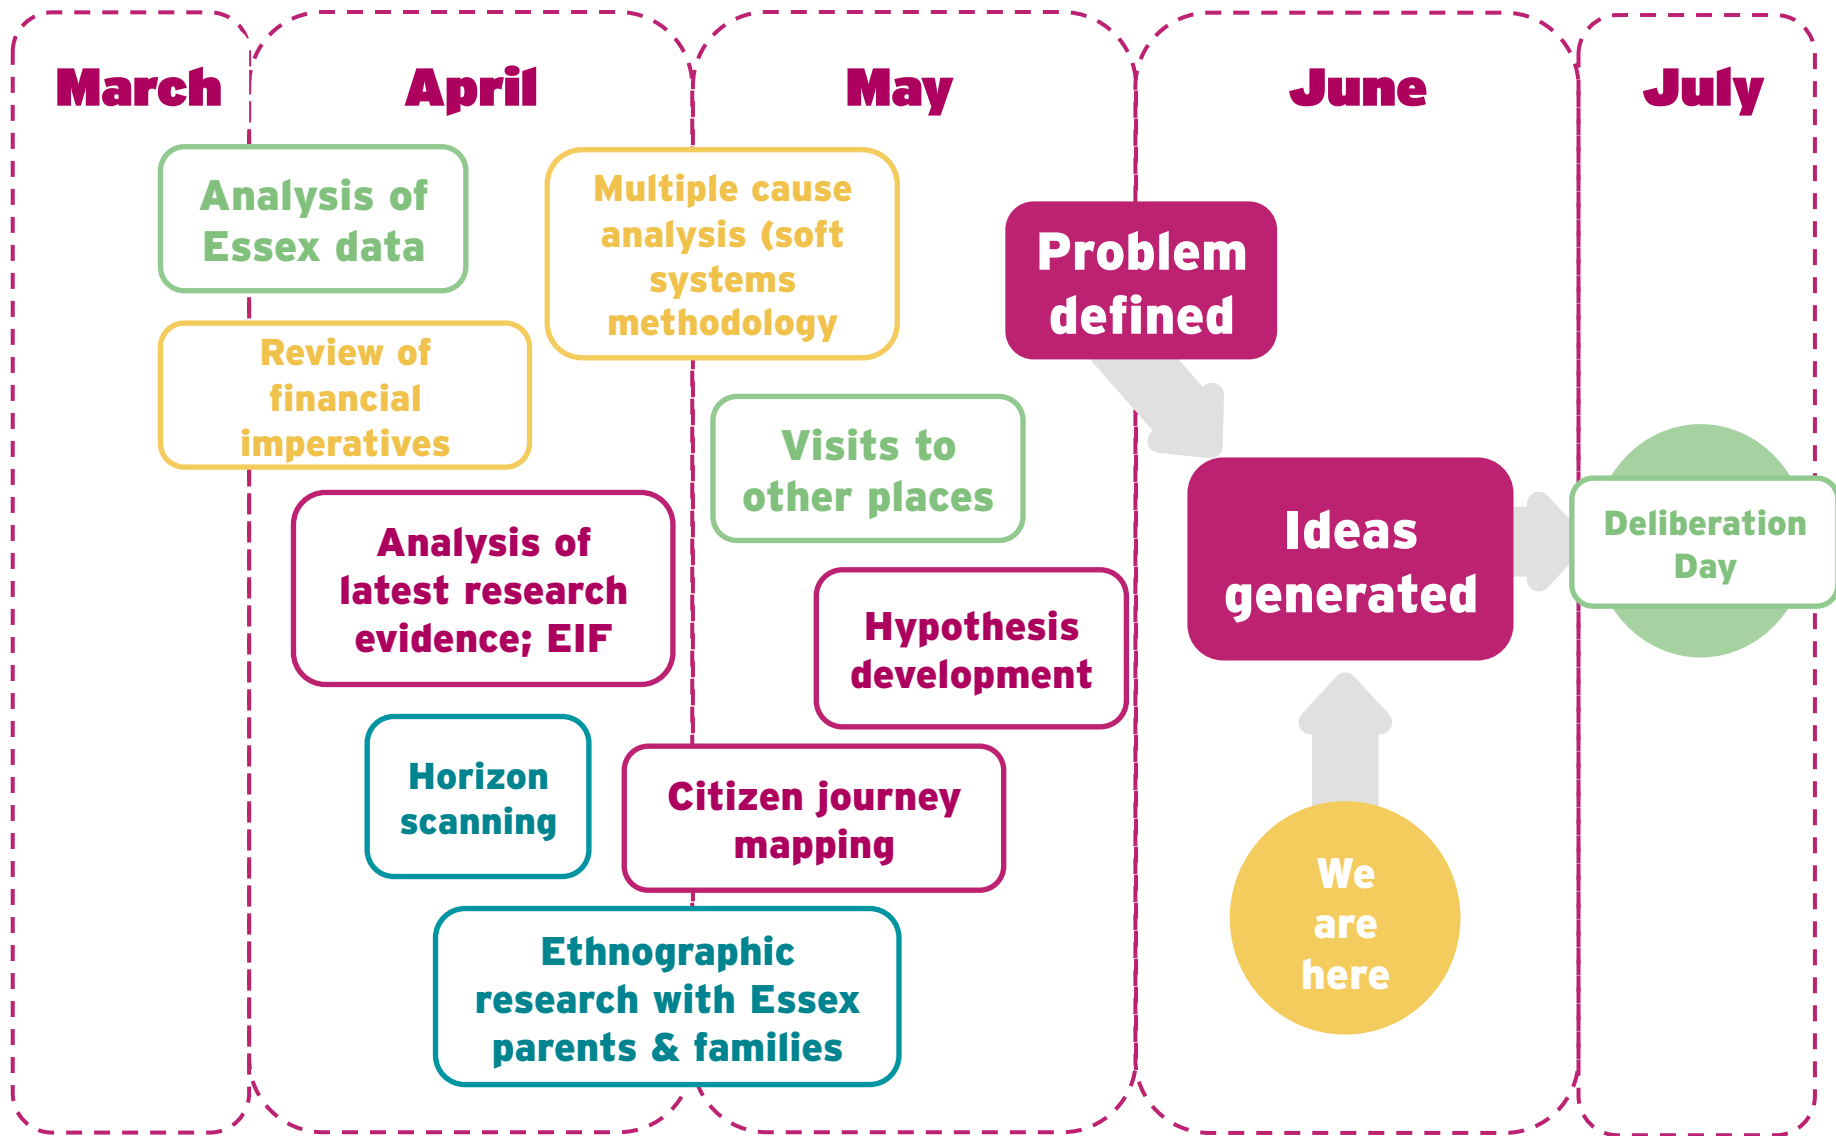 March
April
May
June
July
Analysis of
Essex data
Multiple cause
analysis (soft
systems
methodology
Problem
defined
Review of
financial
imperatives
Visits to
other places
Analysis of
latest research
evidence; EIF
Ideas
generated
Deliberation
Day
Hypothesis
development
Horizon
scanning
Citizen journey
mapping
We
are
here
Ethnographic
research with Essex
parents & families